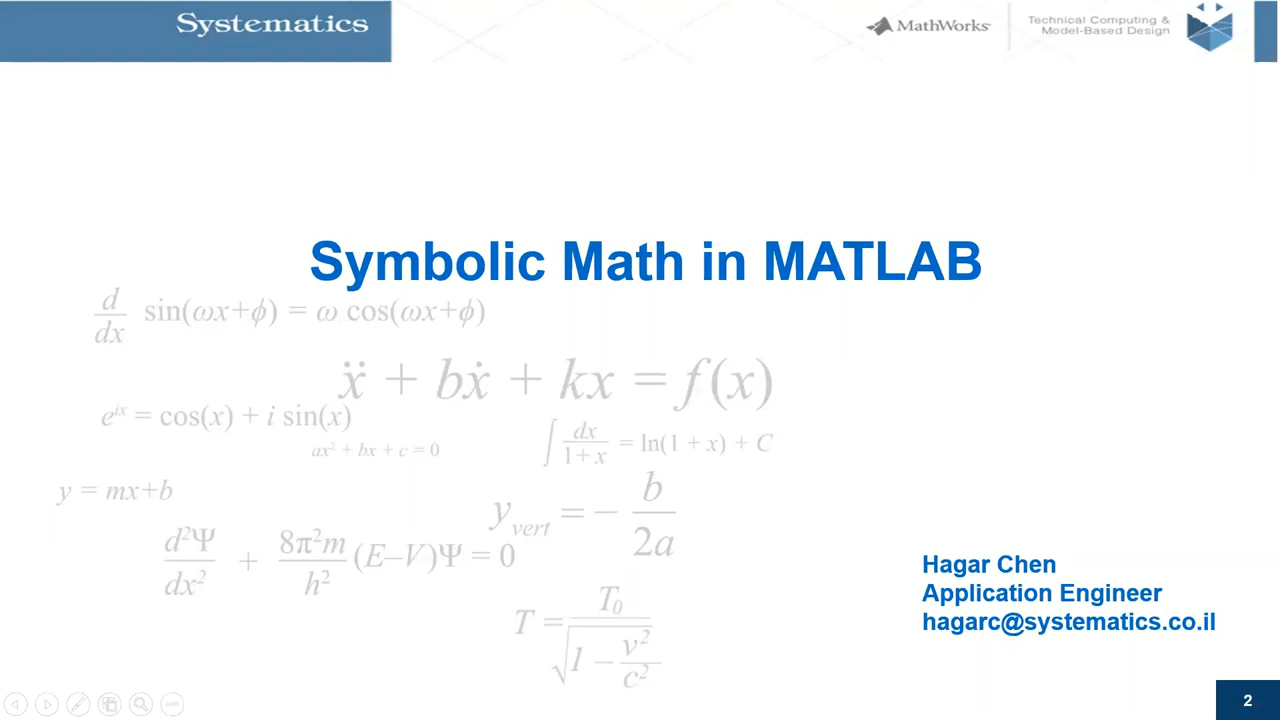 Systematics
MathWorks
Technical Computing &
Model-Based Design
Symbolic Math in MATLAB
d/dx sin(ωx+ϕ) = ω cos(ωx+ϕ)
ẍ + bẋ + kx = f(x)
e^ix = cos(x) + i sin(x)
ax² + bx + c = 0
∫ dx/1+x = ln(1 + x) + C
y = mx+b
y_vert = − b/2a
d²Ψ/dx² + 8π²m/h² (E–V)Ψ = 0
T = T₀/√1 − v²/c²
Hagar Chen
Application Engineer
hagarc@systematics.co.il
2